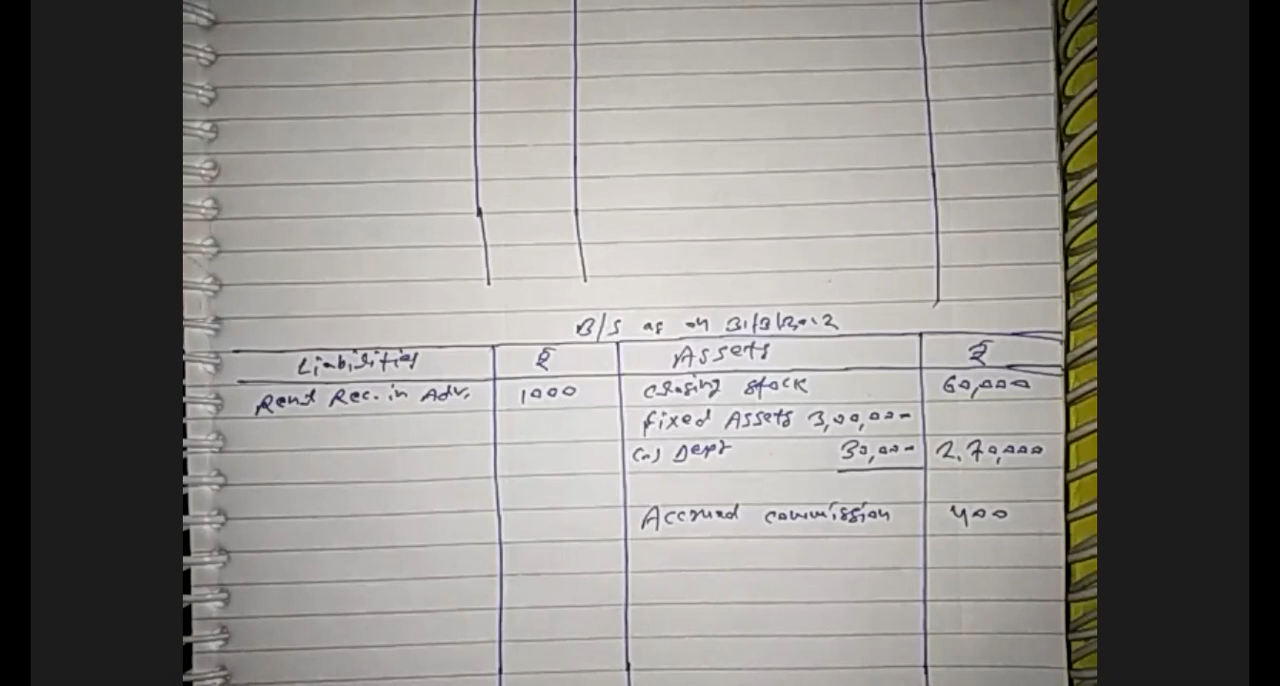 B/S as on 31/3/2012
Liabilities ₹ Assets ₹
Rent Rec. in Adv. 1000 Closing stock 60,000
fixed Assets 3,00,000
(-) Depr 30,000 2,70,000
Accrued commission 400